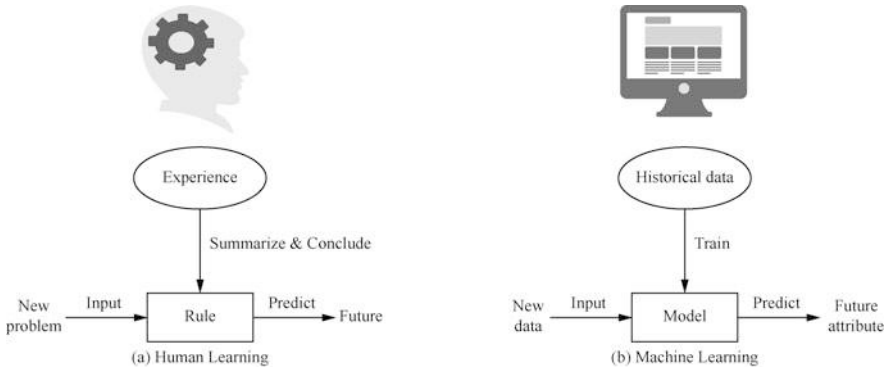 Experience
Summarize & Conclude
New
problem
Input
Rule
Predict
Future
(a) Human Learning
Historical data
Train
New
data
Input
Model
Predict
Future
attribute
(b) Machine Learning